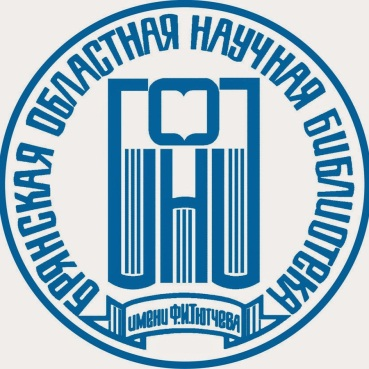 БРЯНСКАЯ ОБЛАСТНАЯ НАУЧНАЯ БИБЛИОТЕКА
ИМЕНИ Ф.И.ТЮТЧЕВА